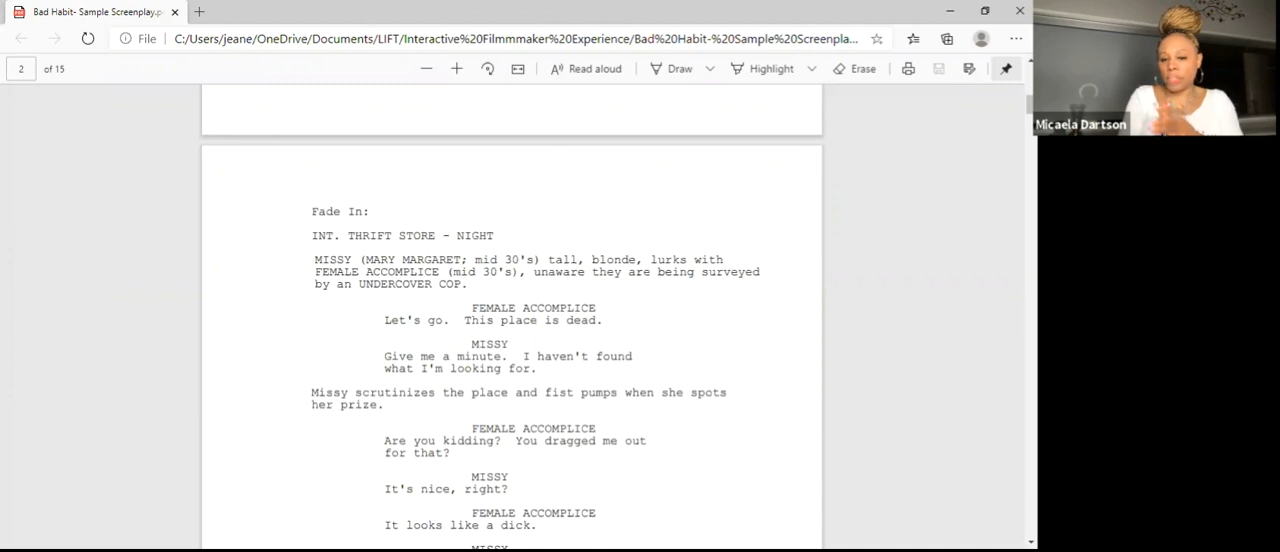 Bad Habit- Sample Screenplay.p
File
C:/Users/jeane/OneDrive/Documents/LIFT/Interactive%20Filmmmaker%20Experience/Bad%20Habit-%20Sample%20Screenpla...
2 of 15
Read aloud
Draw
Highlight
Erase
Micaela Dartson
Fade In:
INT. THRIFT STORE - NIGHT
MISSY (MARY MARGARET; mid 30's) tall, blonde, lurks with
FEMALE ACCOMPLICE (mid 30's), unaware they are being surveyed
by an UNDERCOVER COP.
FEMALE ACCOMPLICE
Let's go. This place is dead.
MISSY
Give me a minute. I haven't found
what I'm looking for.
Missy scrutinizes the place and fist pumps when she spots
her prize.
FEMALE ACCOMPLICE
Are you kidding? You dragged me out
for that?
MISSY
It's nice, right?
FEMALE ACCOMPLICE
It looks like a dick.
MISSY